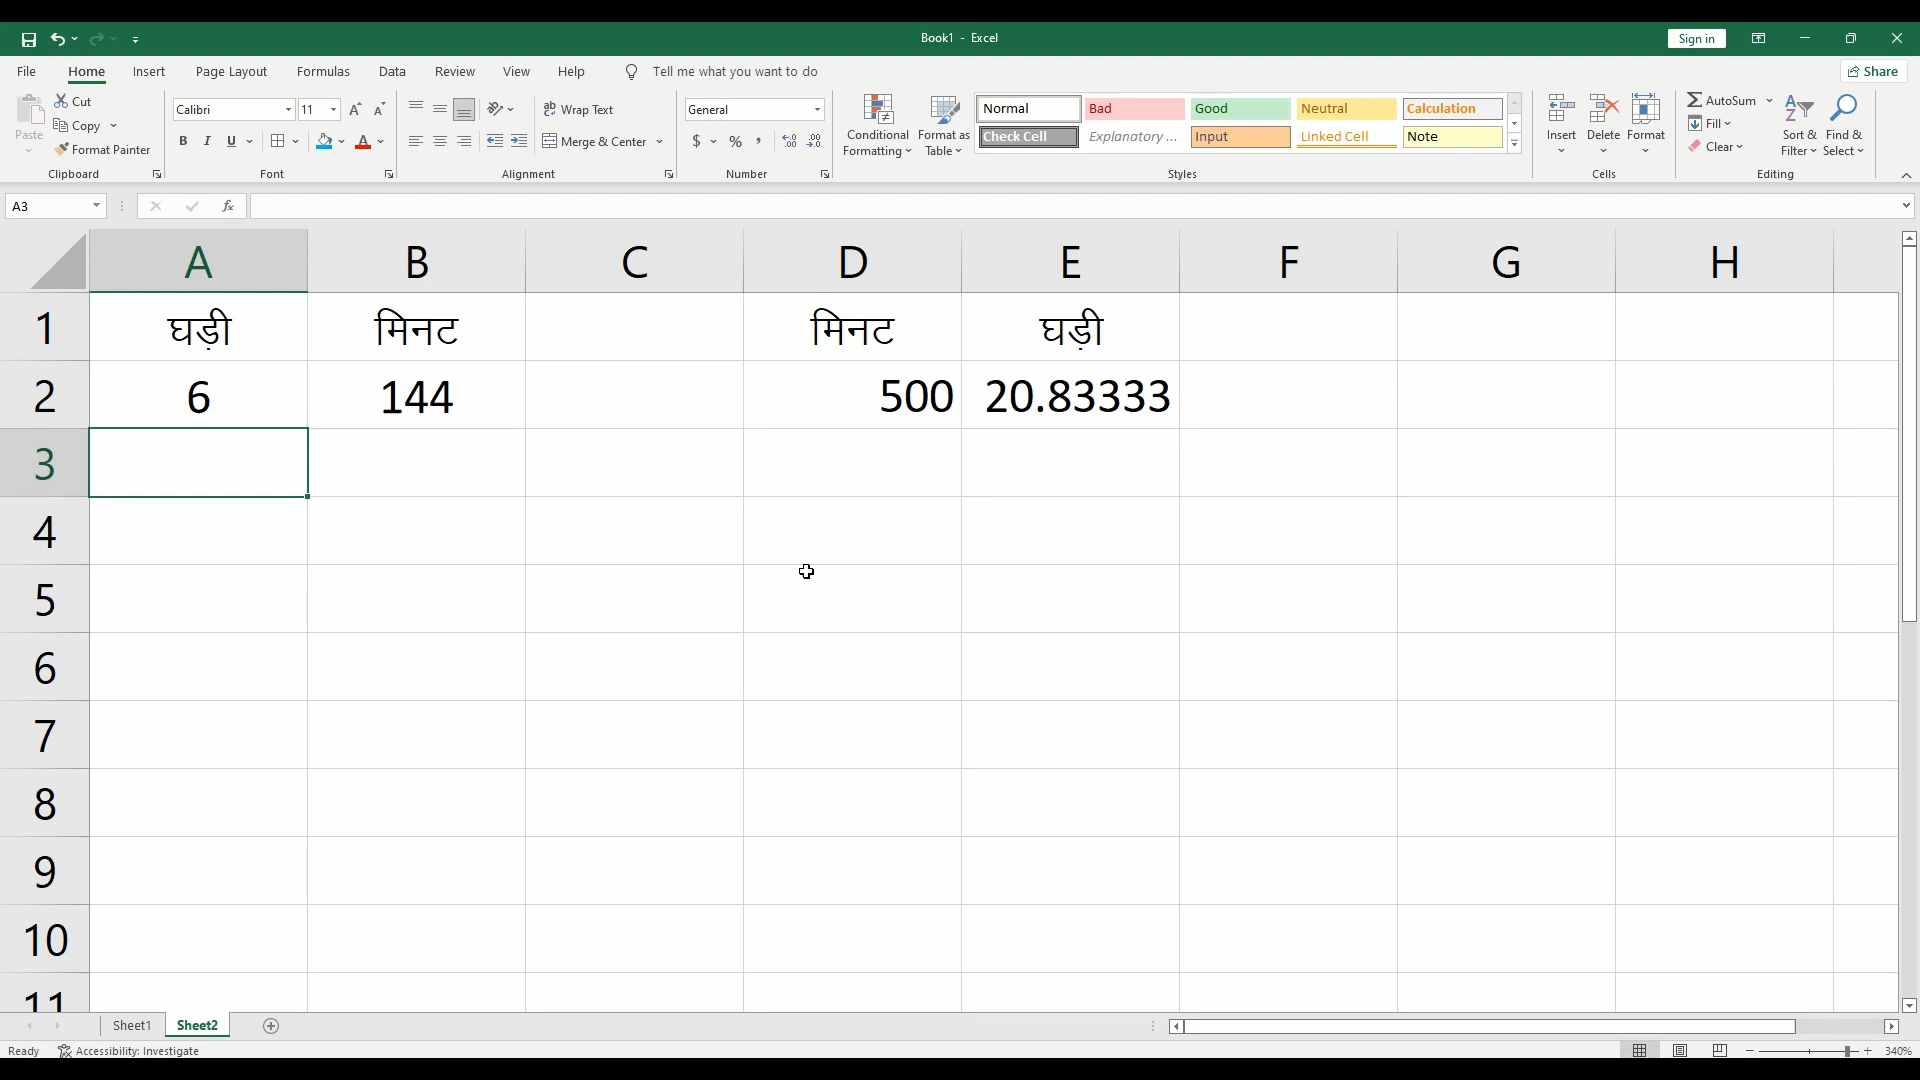 Book1 - Excel
Sign in
File Home Insert Page Layout Formulas Data Review View Help Tell me what you want to do Share
Paste
Cut
Copy
Format Painter
Clipboard
Calibri 11
B I U
Font
Wrap Text
Merge & Center
Alignment
General
$ % ,
Number
Conditional Formatting
Format as Table
Normal Bad Good Neutral Calculation
Check Cell Explanatory ... Input Linked Cell Note
Styles
Insert Delete Format
Cells
AutoSum
Fill
Clear
Sort & Filter
Find & Select
Editing
A3 fx
A B C D E F G H
1 घड़ी मिनट मिनट घड़ी
2 6 144 500 20.83333
3
4
5
6
7
8
9
10
11
Sheet1 Sheet2
Ready Accessibility: Investigate 340%